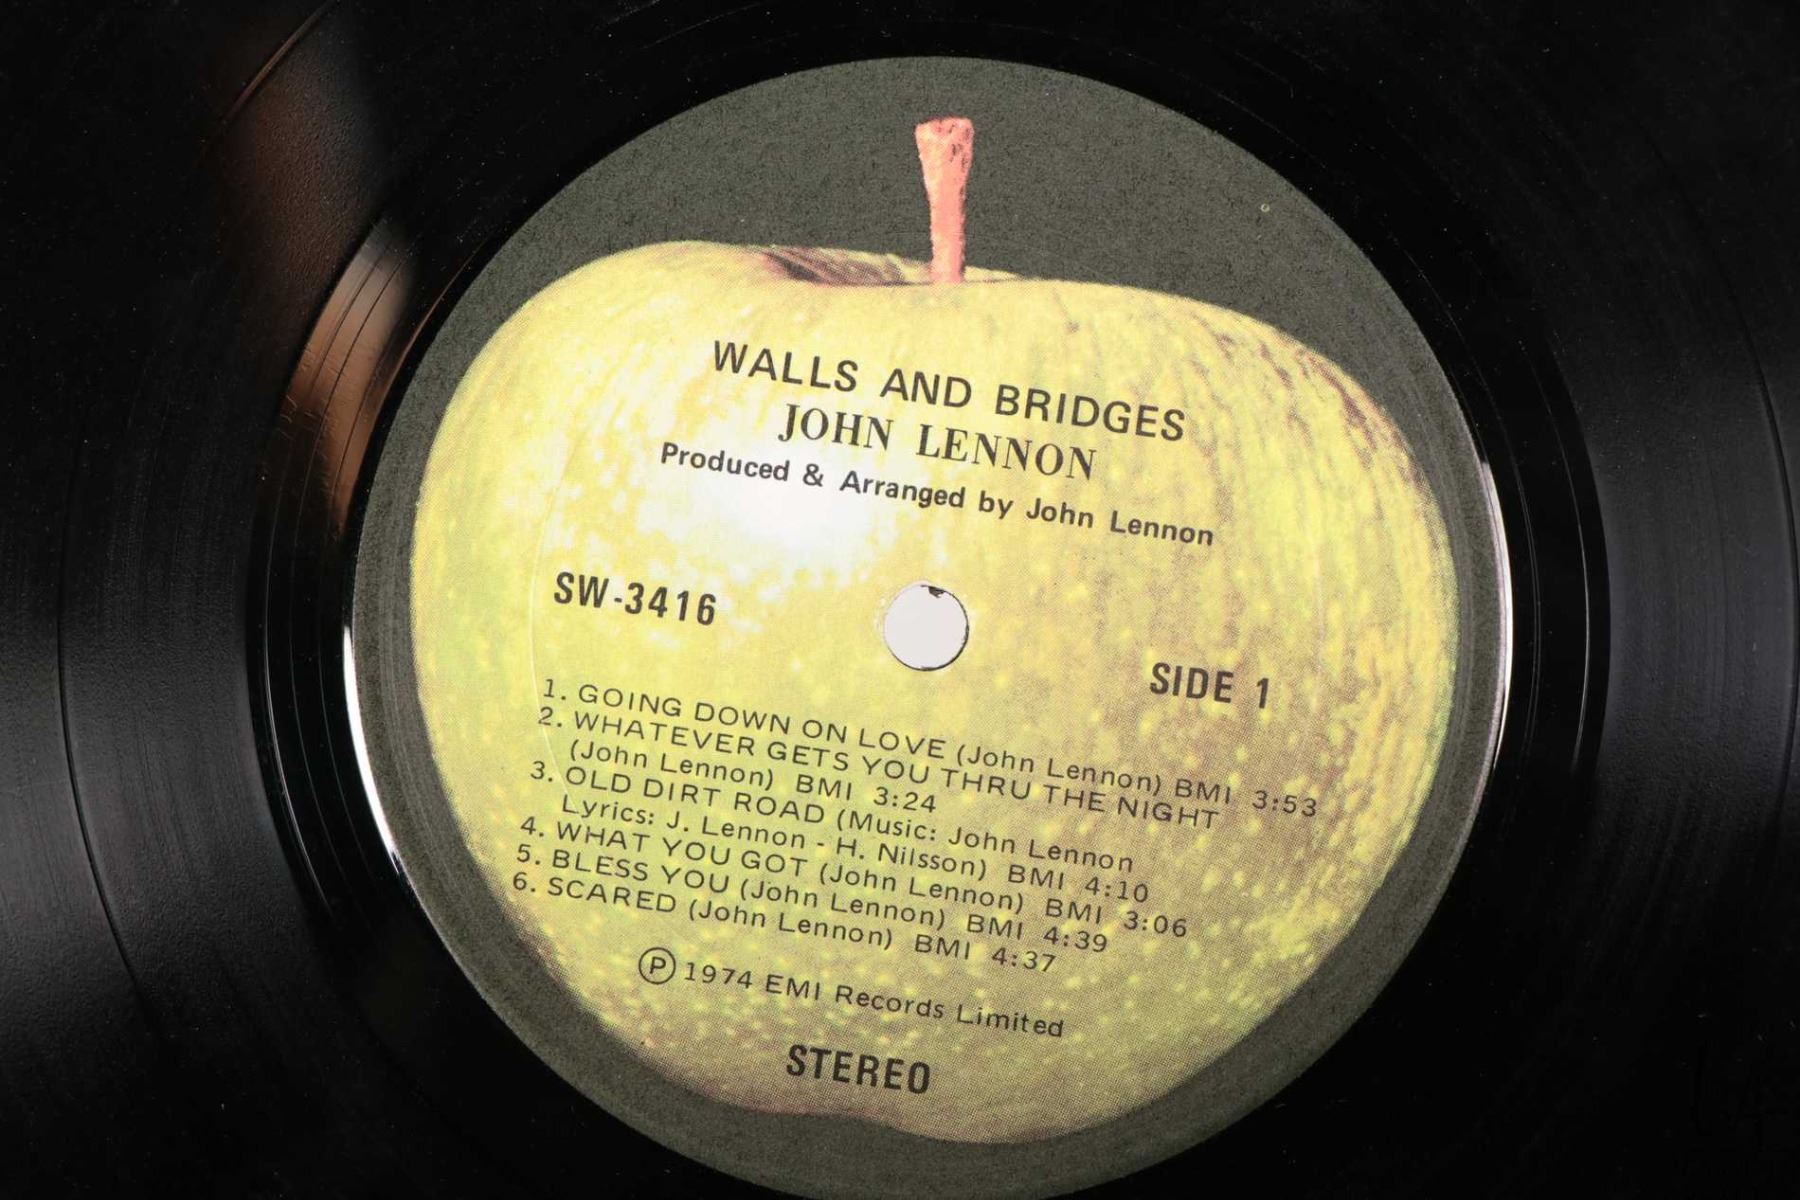 WALLS AND BRIDGES
JOHN LENNON
Produced & Arranged by John Lennon
SW-3416
SIDE 1
1. GOING DOWN ON LOVE (John Lennon) BMI 3:53
2. WHATEVER GETS YOU THRU THE NIGHT
(John Lennon) BMI 3:24
3. OLD DIRT ROAD (Music: John Lennon
Lyrics: J. Lennon - H. Nilsson) BMI 4:10
4. WHAT YOU GOT (John Lennon) BMI 3:06
5. BLESS YOU (John Lennon) BMI 4:39
6. SCARED (John Lennon) BMI 4:37
Ⓟ 1974 EMI Records Limited
STEREO